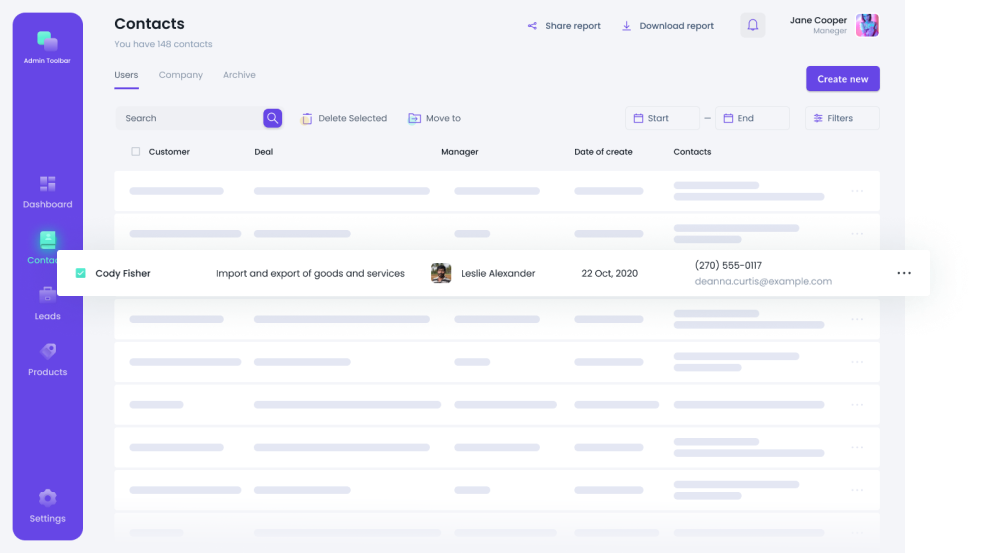 Admin Toolbar
Dashboard
Contac
Leads
Products
Settings
Contacts
You have 148 contacts
Share report
Download report
Jane Cooper
Manager
Users
Company
Archive
Create new
Search
Delete Selected
Move to
Start
–
End
Filters
Customer
Deal
Manager
Date of create
Contacts
Cody Fisher
Import and export of goods and services
Leslie Alexander
22 Oct, 2020
(270) 555-0117
deanna.curtis@example.com